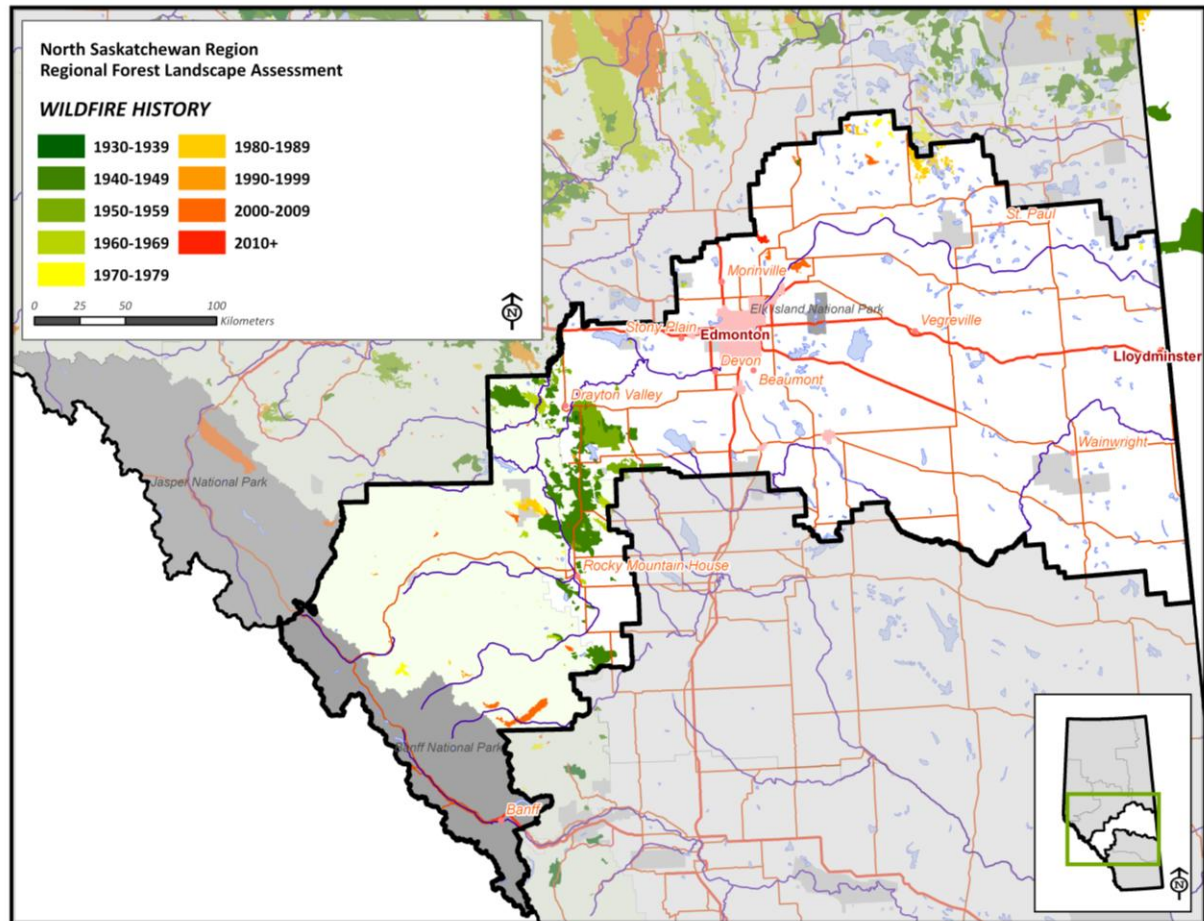 North Saskatchewan Region
Regional Forest Landscape Assessment
WILDFIRE HISTORY
1930-1939
1980-1989
1940-1949
1990-1999
1950-1959
2000-2009
1960-1969
2010+
1970-1979
0 25 50 100
Kilometers
N
St. Paul
Morinville
Elk Island National Park
Stony Plain
Edmonton
Vegreville
Lloydminster
Devon
Beaumont
Drayton Valley
Wainwright
Jasper National Park
Rocky Mountain House
Banff National Park
Banff
N